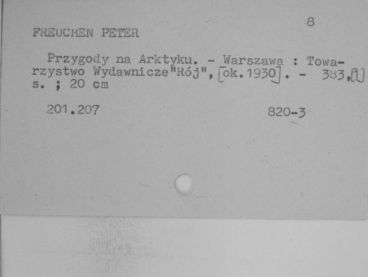 8
FREUCHEN PETER
Przygody na Arktyku. - Warszawa : Towa-
rzystwo Wydawnicze "Rój", [ok.1930]. - 383,[1]
s. ; 20 cm
201.207 820-3